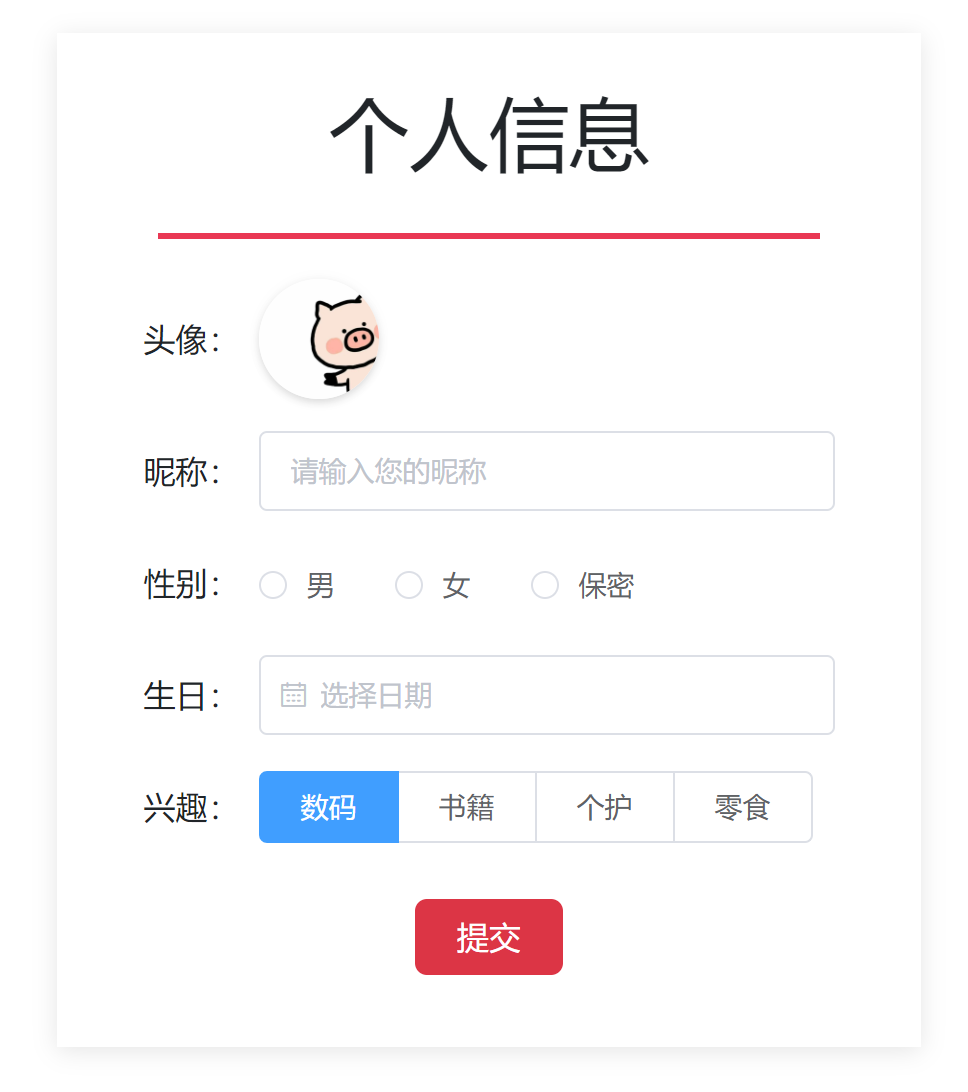 个人信息
头像：
昵称： 请输入您的昵称
性别： 男 女 保密
生日： 选择日期
兴趣： 数码 书籍 个护 零食
提交